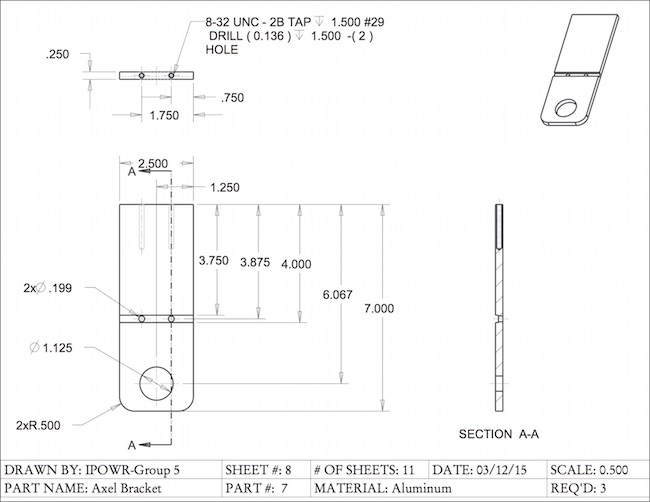 8-32 UNC - 2B TAP ↧ 1.500 #29
DRILL ( 0.136 ) ↧ 1.500 -( 2 )
HOLE
.250
.750
1.750
A
2.500
1.250
3.750
3.875
4.000
6.067
7.000
2x∅ .199
∅ 1.125
2xR.500
A
SECTION A-A
DRAWN BY: IPOWR-Group 5 SHEET #: 8 # OF SHEETS: 11 DATE: 03/12/15 SCALE: 0.500
PART NAME: Axel Bracket PART #: 7 MATERIAL: Aluminum REQ'D: 3